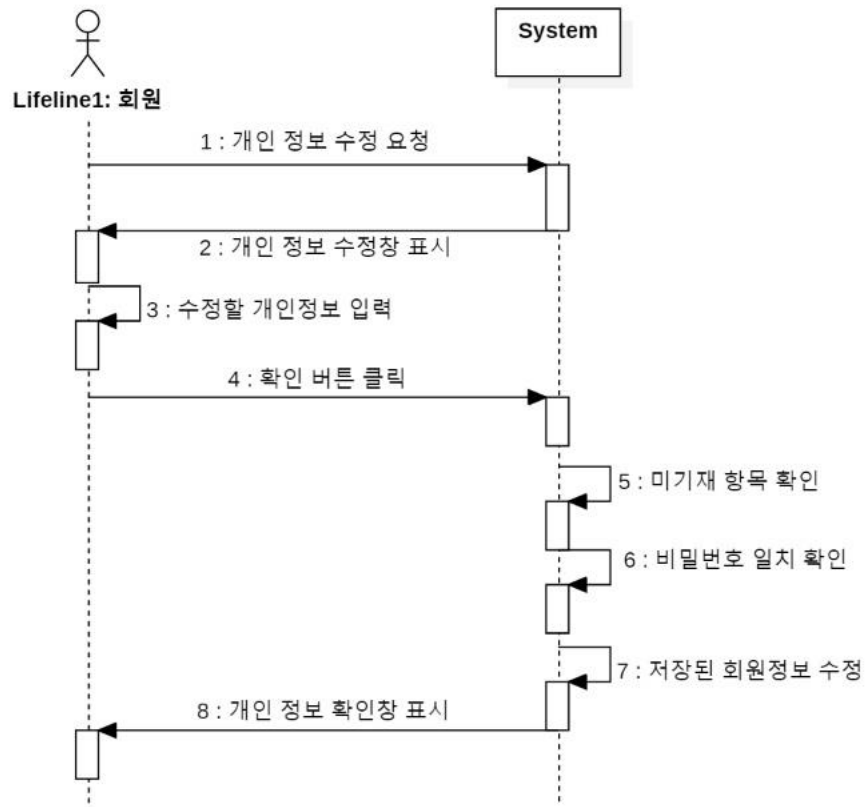 System
Lifeline1: 회원
1 : 개인 정보 수정 요청
2 : 개인 정보 수정창 표시
3 : 수정할 개인정보 입력
4 : 확인 버튼 클릭
5 : 미기재 항목 확인
6 : 비밀번호 일치 확인
7 : 저장된 회원정보 수정
8 : 개인 정보 확인창 표시